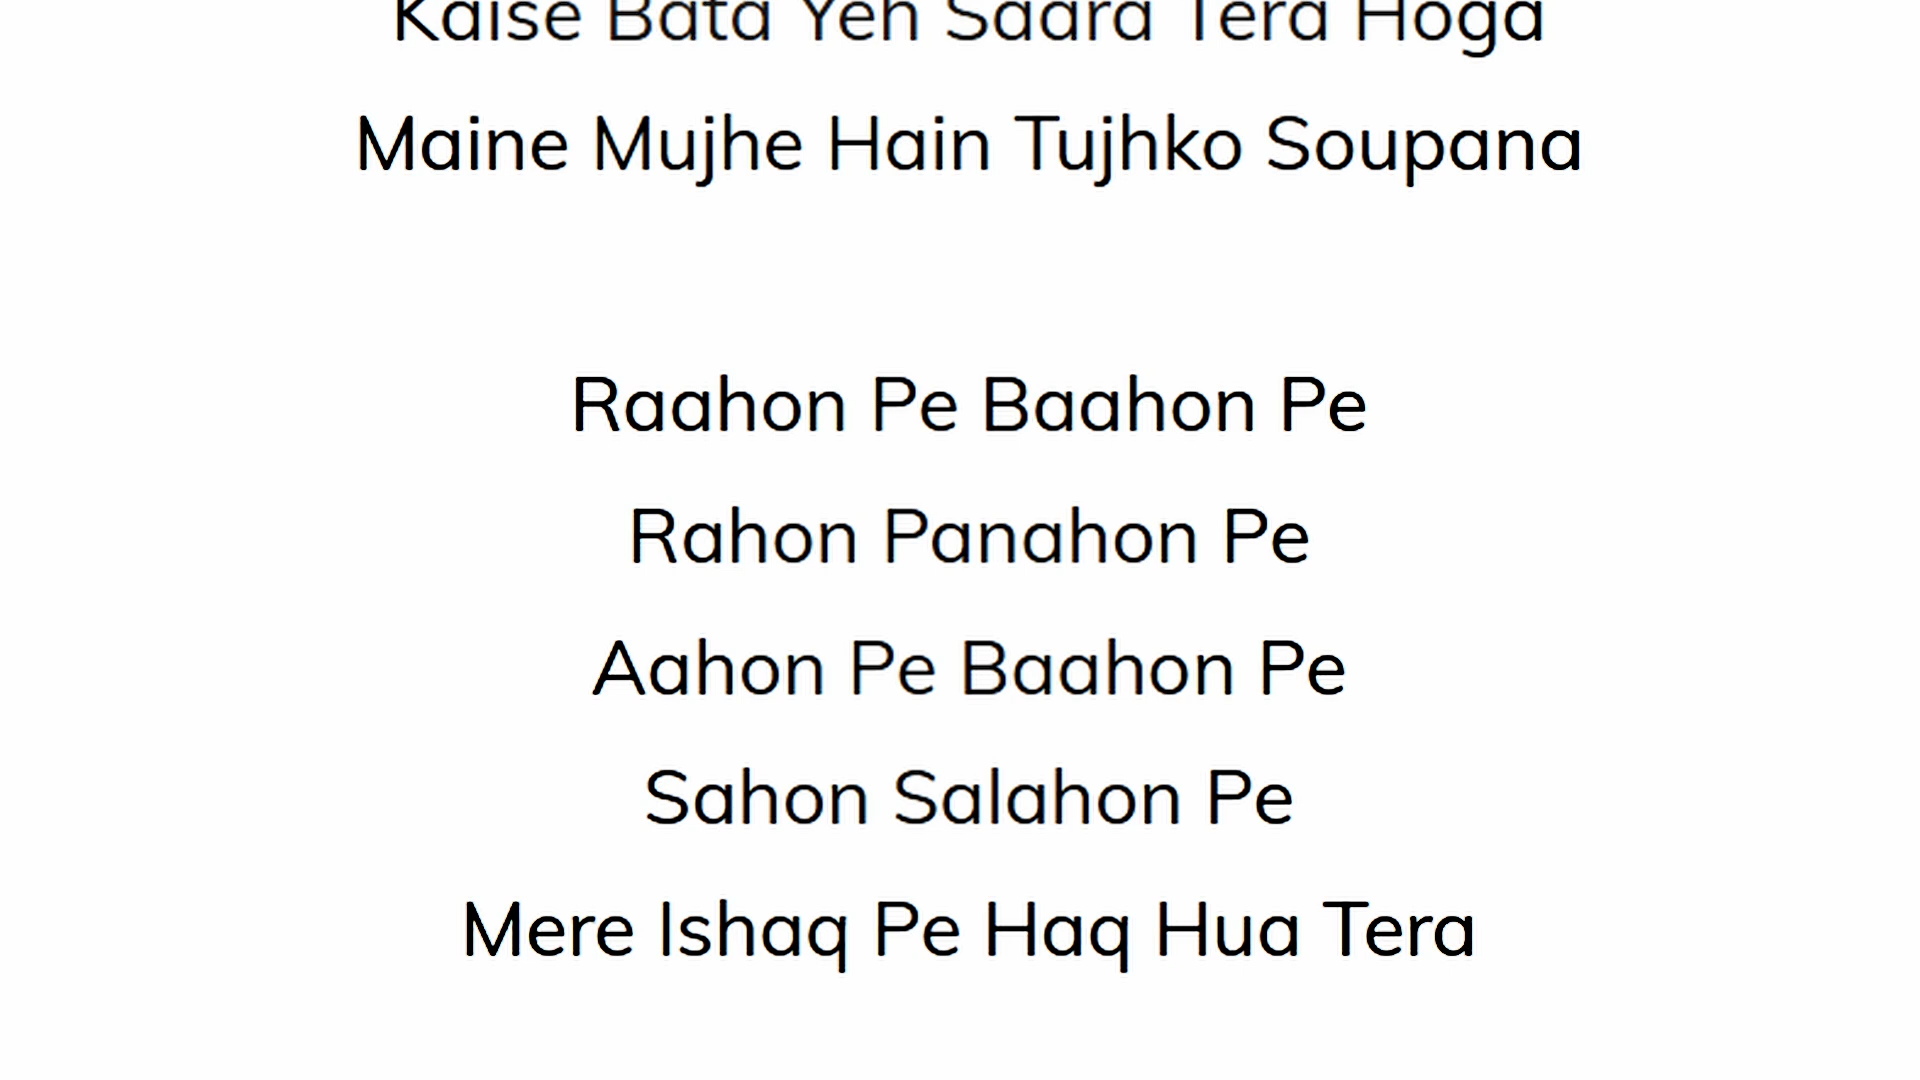 Kaise Bata Yeh Saara Tera Hoga
Maine Mujhe Hain Tujhko Soupana
Raahon Pe Baahon Pe
Rahon Panahon Pe
Aahon Pe Baahon Pe
Sahon Salahon Pe
Mere Ishaq Pe Haq Hua Tera